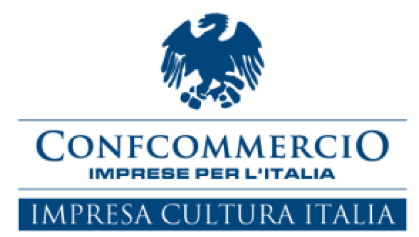 CONFCOMMERCIO
IMPRESE PER L'ITALIA
IMPRESA CULTURA ITALIA